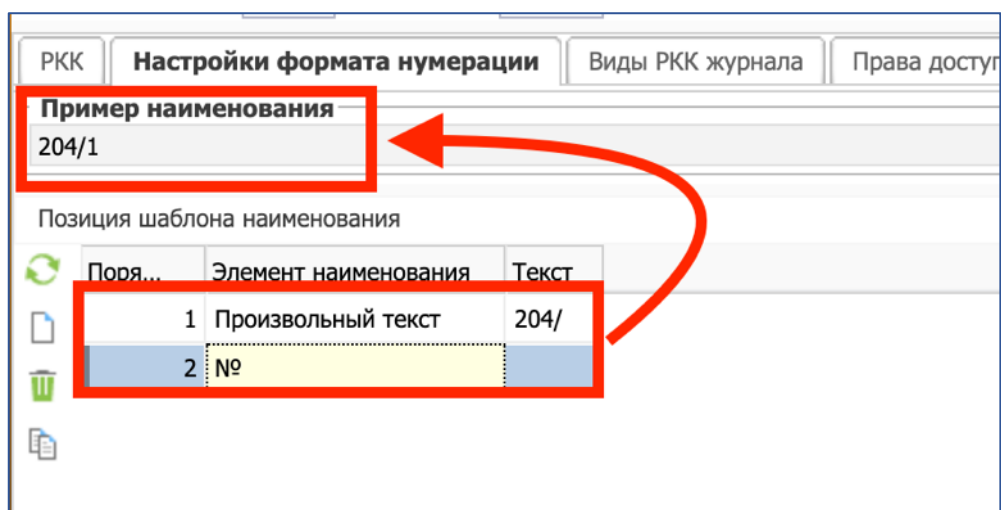 РКК Настройки формата нумерации Виды РКК журнала Права доступ
Пример наименования
204/1
Позиция шаблона наименования
Поря... Элемент наименования Текст
1 Произвольный текст 204/
2 №